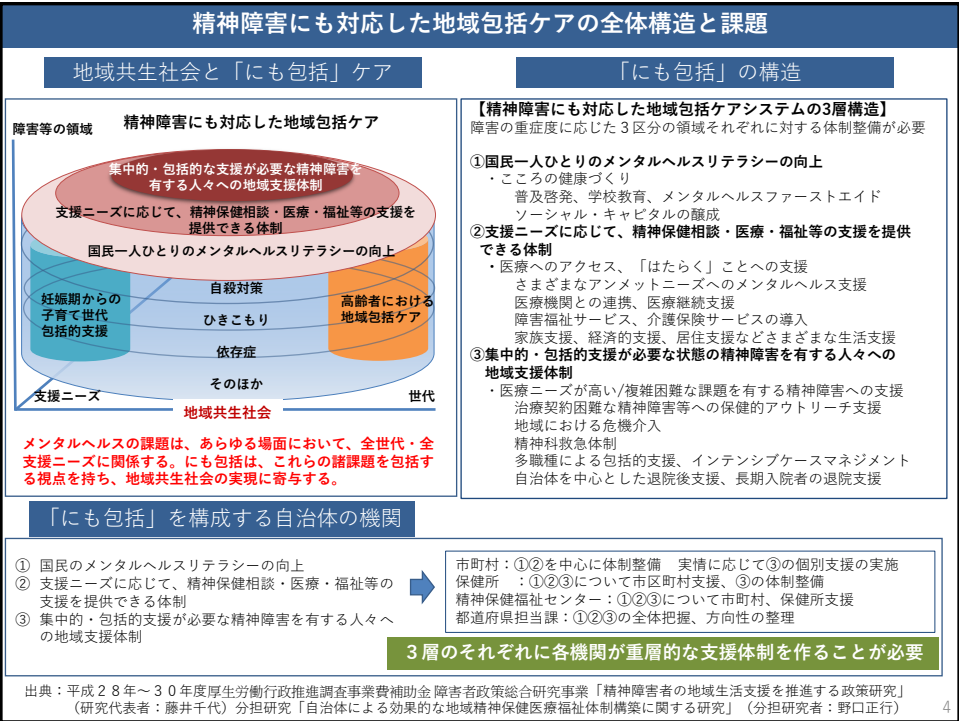 精神障害にも対応した地域包括ケアの全体構造と課題
地域共生社会と「にも包括」ケア
障害等の領域
精神障害にも対応した地域包括ケア
集中的・包括的な支援が必要な精神障害を
有する人々への地域支援体制
支援ニーズに応じて、精神保健相談・医療・福祉等の支援を
提供できる体制
国民一人ひとりのメンタルヘルスリテラシーの向上
妊娠期からの
子育て世代
包括的支援
自殺対策
ひきこもり
依存症
そのほか
高齢者における
地域包括ケア
支援ニーズ
世代
地域共生社会
メンタルヘルスの課題は、あらゆる場面において、全世代・全
支援ニーズに関係する。にも包括は、これらの諸課題を包括す
る視点を持ち、地域共生社会の実現に寄与する。
「にも包括」の構造
【精神障害にも対応した地域包括ケアシステムの3層構造】
障害の重症度に応じた３区分の領域それぞれに対する体制整備が必要
①国民一人ひとりのメンタルヘルスリテラシーの向上
・こころの健康づくり
普及啓発、学校教育、メンタルヘルスファーストエイド
ソーシャル・キャピタルの醸成
②支援ニーズに応じて、精神保健相談・医療・福祉等の支援を提供
できる体制
・医療へのアクセス、「はたらく」ことへの支援
さまざまなアンメットニーズへのメンタルヘルス支援
医療機関との連携、医療継続支援
障害福祉サービス、介護保険サービスの導入
家族支援、経済的支援、居住支援などさまざまな生活支援
③集中的・包括的支援が必要な状態の精神障害を有する人々への
地域支援体制
・医療ニーズが高い/複雑困難な課題を有する精神障害への支援
治療契約困難な精神障害等への保健的アウトリーチ支援
地域における危機介入
精神科救急体制
多職種による包括的支援、インテンシブケースマネジメント
自治体を中心とした退院後支援、長期入院者の退院支援
「にも包括」を構成する自治体の機関
① 国民のメンタルヘルスリテラシーの向上
② 支援ニーズに応じて、精神保健相談・医療・福祉等の
支援を提供できる体制
③ 集中的・包括的支援が必要な精神障害を有する人々へ
の地域支援体制
市町村：①②を中心に体制整備　実情に応じて③の個別支援の実施
保健所　：①②③について市区町村支援、③の体制整備
精神保健福祉センター：①②③について市町村、保健所支援
都道府県担当課：①②③の全体把握、方向性の整理
３層のそれぞれに各機関が重層的な支援体制を作ることが必要
出典：平成２８年～３０年度厚生労働行政推進調査事業費補助金 障害者政策総合研究事業「精神障害者の地域生活支援を推進する政策研究」
（研究代表者：藤井千代）分担研究「自治体による効果的な地域精神保健医療福祉体制構築に関する研究」（分担研究者：野口正行）
4